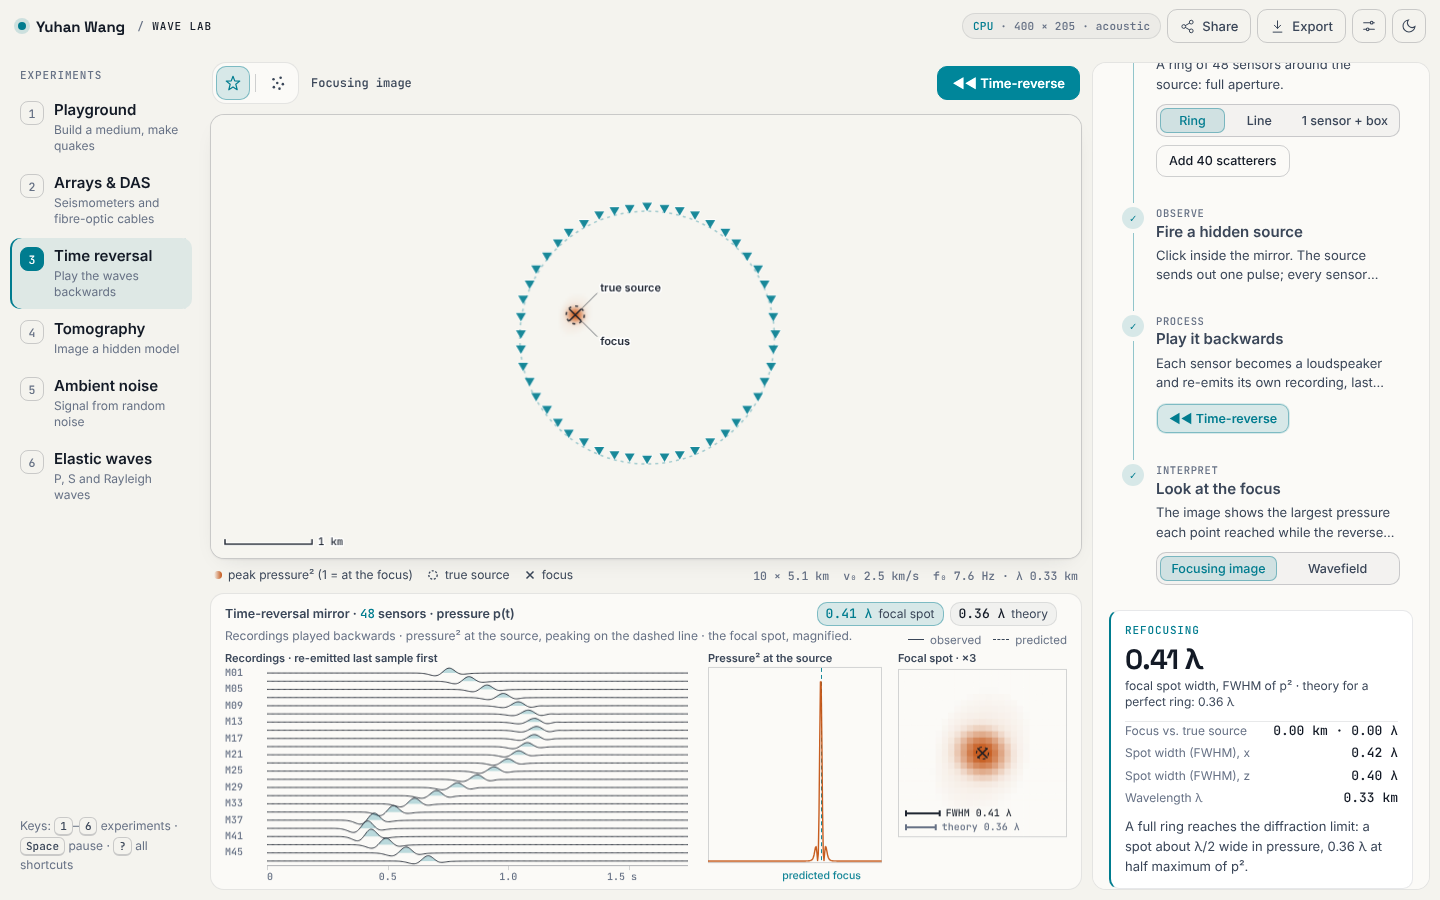 Yuhan Wang / WAVE LAB
CPU · 400 × 205 · acoustic
Share
Export
EXPERIMENTS
1 Playground
Build a medium, make
quakes
2 Arrays & DAS
Seismometers and
fibre-optic cables
3 Time reversal
Play the waves
backwards
4 Tomography
Image a hidden model
5 Ambient noise
Signal from random
noise
6 Elastic waves
P, S and Rayleigh
waves
Keys: 1–6 experiments ·
Space pause · ? all
shortcuts
Focusing image
◀◀ Time-reverse
true source
focus
1 km
peak pressure² (1 = at the focus)
true source
focus
10 × 5.1 km v₀ 2.5 km/s f₀ 7.6 Hz · λ 0.33 km
Time-reversal mirror · 48 sensors · pressure p(t)
0.41 λ focal spot
0.36 λ theory
Recordings played backwards · pressure² at the source, peaking on the dashed line · the focal spot, magnified.
observed
predicted
Recordings · re-emitted last sample first
M01
M05
M09
M13
M17
M21
M25
M29
M33
M37
M41
M45
0 0.5 1.0 1.5 s
Pressure² at the source
predicted focus
Focal spot · ×3
FWHM 0.41 λ
theory 0.36 λ
A ring of 48 sensors around the
source: full aperture.
Ring
Line
1 sensor + box
Add 40 scatterers
✓ OBSERVE
Fire a hidden source
Click inside the mirror. The source
sends out one pulse; every sensor…
✓ PROCESS
Play it backwards
Each sensor becomes a loudspeaker
and re-emits its own recording, last…
◀◀ Time-reverse
✓ INTERPRET
Look at the focus
The image shows the largest pressure
each point reached while the reverse…
Focusing image
Wavefield
REFOCUSING
0.41 λ
focal spot width, FWHM of p² · theory for a
perfect ring: 0.36 λ
Focus vs. true source 0.00 km · 0.00 λ
Spot width (FWHM), x 0.42 λ
Spot width (FWHM), z 0.40 λ
Wavelength λ 0.33 km
A full ring reaches the diffraction limit: a
spot about λ/2 wide in pressure, 0.36 λ at
half maximum of p².